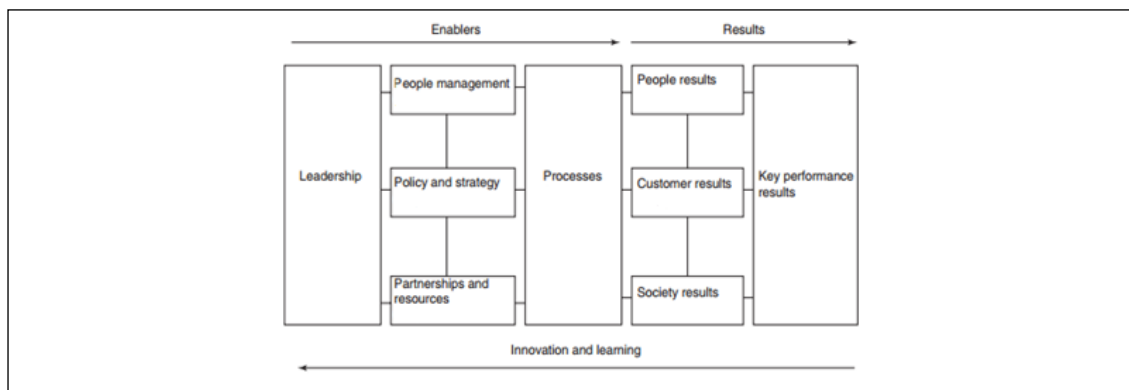 Enablers
Results
People management
People results
Leadership
Policy and strategy
Processes
Customer results
Key performance
results
Partnerships and
resources
Society results
Innovation and learning